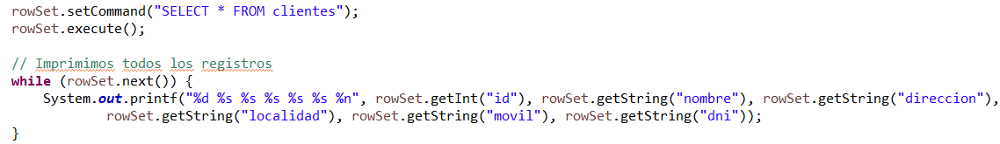 rowSet.setCommand("SELECT * FROM clientes");
rowSet.execute();
// Imprimimos todos los registros
while (rowSet.next()) {
System.out.printf("%d %s %s %s %s %s %n", rowSet.getInt("id"), rowSet.getString("nombre"), rowSet.getString("direccion"),
rowSet.getString("localidad"), rowSet.getString("movil"), rowSet.getString("dni"));
}